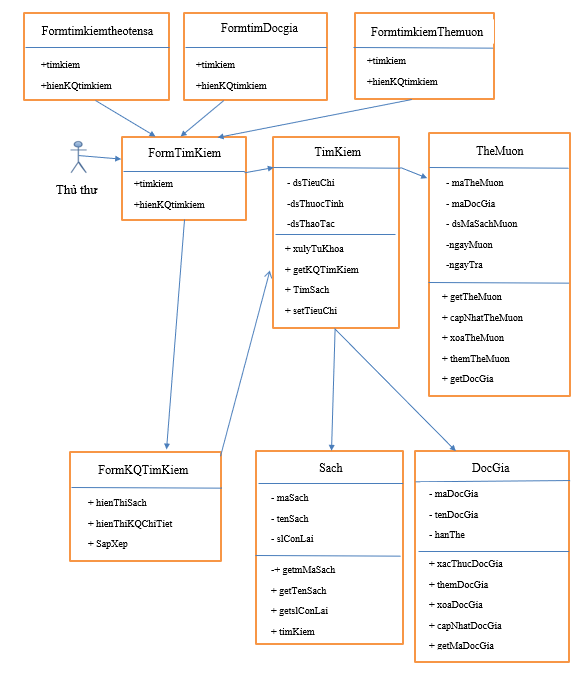 Formtimkiemtheotensa
+timkiem
+hienKQtimkiem
FormtimDocgia
+timkiem
+hienKQtimkiem
FormtimkiemThemuon
+timkiem
+hienKQtimkiem
Thủ thư
FormTimKiem
+timkiem
+hienKQtimkiem
TimKiem
- dsTieuChi
-dsThuocTinh
-dsThaoTac
+ xulyTuKhoa
+ getKQTimKiem
+ TimSach
+ setTieuChi
TheMuon
- maTheMuon
- maDocGia
- dsMaSachMuon
-ngayMuon
-ngayTra
+ getTheMuon
+ capNhatTheMuon
+ xoaTheMuon
+ themTheMuon
+ getDocGia
FormKQTimKiem
+ hienThiSach
+ hienThiKQChiTiet
+ SapXep
Sach
- maSach
- tenSach
- slConLai
-+ getmMaSach
+ getTenSach
+ getslConLai
+ timKiem
DocGia
- maDocGia
- tenDocGia
- hanThe
+ xacThucDocGia
+ themDocGia
+ xoaDocGia
+ capNhatDocGia
+ getMaDocGia